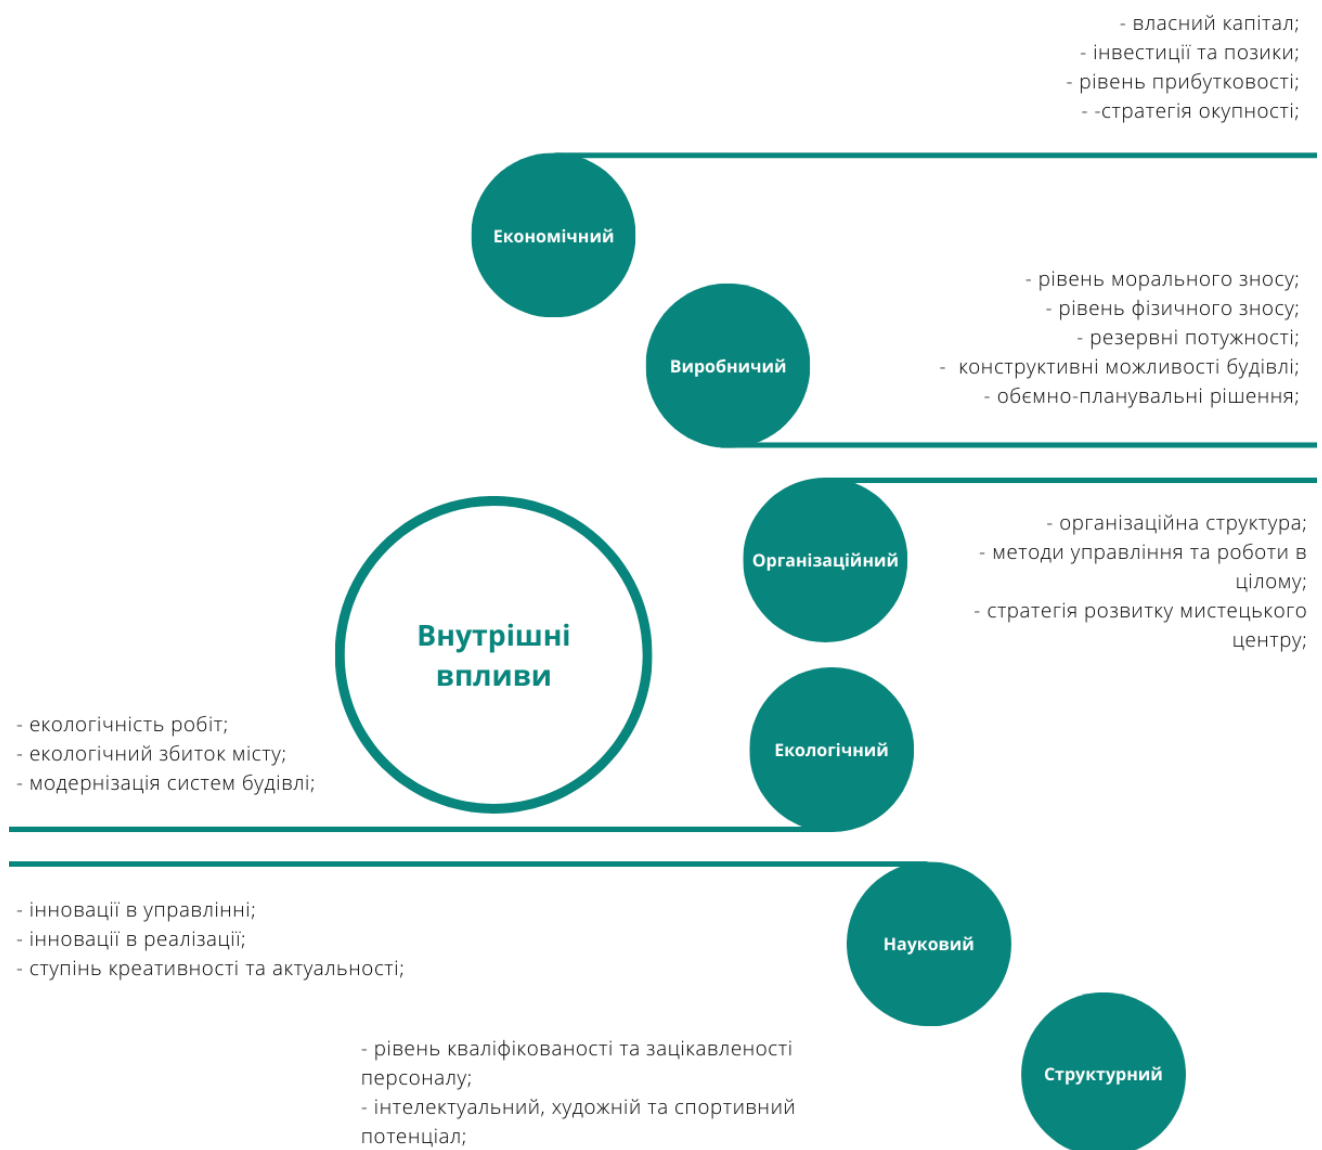 - власний капітал;
- інвестиції та позики;
- рівень прибутковості;
- -стратегія окупності;
Економічний
- рівень морального зносу;
- рівень фізичного зносу;
- резервні потужності;
- конструктивні можливості будівлі;
- обємно-планувальні рішення;
Виробничий
- організаційна структура;
- методи управління та роботи в
цілому;
- стратегія розвитку мистецького
центру;
Організаційний
Внутрішні
впливи
- екологічність робіт;
- екологічний збиток місту;
- модернізація систем будівлі;
Екологічний
- інновації в управлінні;
- інновації в реалізації;
- ступінь креативності та актуальності;
Науковий
- рівень кваліфікованості та зацікавленості
персоналу;
- інтелектуальний, художній та спортивний
потенціал;
Структурний